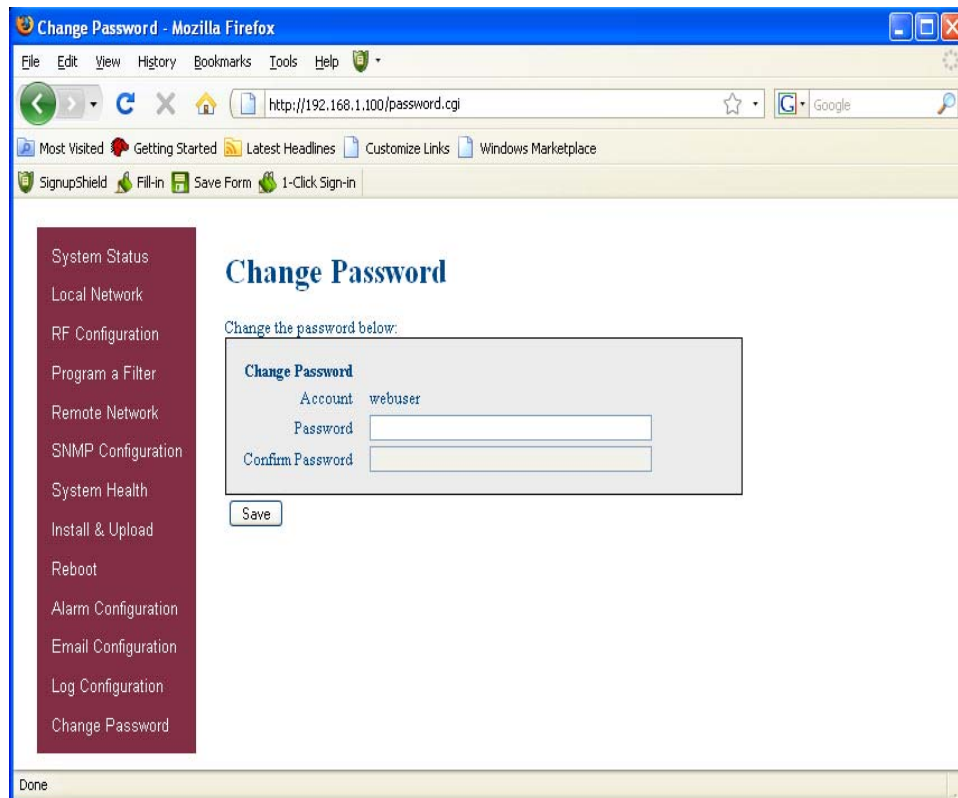 Change Password - Mozilla Firefox
File Edit View History Bookmarks Tools Help
http://192.168.1.100/password.cgi
G Google
Most Visited Getting Started Latest Headlines Customize Links Windows Marketplace
SignupShield Fill-in Save Form 1-Click Sign-in
System Status
Local Network
RF Configuration
Program a Filter
Remote Network
SNMP Configuration
System Health
Install & Upload
Reboot
Alarm Configuration
Email Configuration
Log Configuration
Change Password
Change Password
Change the password below:
Change Password
Account webuser
Password
Confirm Password
Save
Done